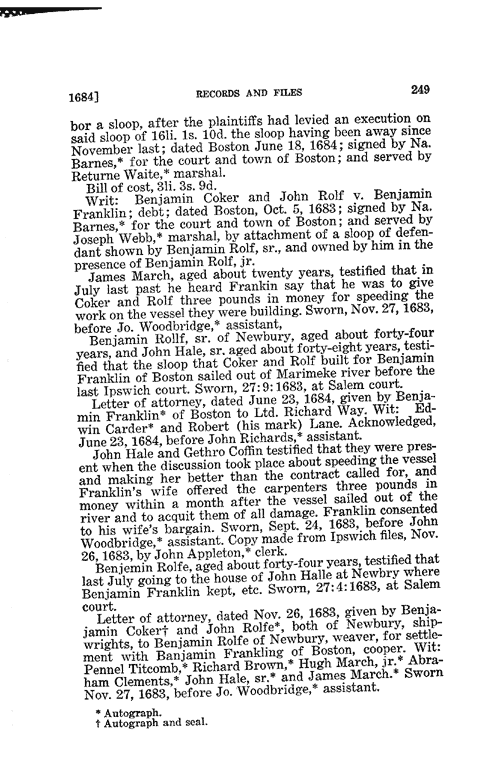 1684] RECORDS AND FILES 249
bor a sloop, after the plaintiffs had levied an execution on
said sloop of 16li. 1s. 10d. the sloop having been away since
November last; dated Boston June 18, 1684; signed by Na.
Barnes,* for the court and town of Boston; and served by
Returne Waite,* marshal.
Bill of cost, 3li. 3s. 9d.
Writ: Benjamin Coker and John Rolf v. Benjamin
Franklin; debt; dated Boston, Oct. 5, 1683; signed by Na.
Barnes,* for the court and town of Boston; and served by
Joseph Webb,* marshal, by attachment of a sloop of defen-
dant shown by Benjamin Rolf, sr., and owned by him in the
presence of Benjamin Rolf, jr.
James March, aged about twenty years, testified that in
July last past he heard Frankin say that he was to give
Coker and Rolf three pounds in money for speeding the
work on the vessel they were building. Sworn, Nov. 27, 1683,
before Jo. Woodbridge,* assistant,
Benjamin Rollf, sr. of Newbury, aged about forty-four
years, and John Hale, sr. aged about forty-eight years, testi-
fied that the sloop that Coker and Rolf built for Benjamin
Franklin of Boston sailed out of Marimeke river before the
last Ipswich court. Sworn, 27:9:1683, at Salem court.
Letter of attorney, dated June 23, 1684, given by Benja-
min Franklin* of Boston to Ltd. Richard Way. Wit: Ed-
win Carder* and Robert (his mark) Lane. Acknowledged,
June 23, 1684, before John Richards,* assistant.
John Hale and Gethro Coffin testified that they were pres-
ent when the discussion took place about speeding the vessel
and making her better than the contract called for, and
Franklin's wife offered the carpenters three pounds in
money within a month after the vessel sailed out of the
river and to acquit them of all damage. Franklin consented
to his wife's bargain. Sworn, Sept. 24, 1683, before John
Woodbridge,* assistant. Copy made from Ipswich files, Nov.
26, 1683, by John Appleton,* clerk.
Benjemin Rolfe, aged about forty-four years, testified that
last July going to the house of John Halle at Newbry where
Benjamin Franklin kept, etc. Sworn, 27:4:1683, at Salem
court.
Letter of attorney, dated Nov. 26, 1683, given by Benja-
jamin Coker† and John Rolfe*, both of Newbury, ship-
wrights, to Benjamin Rolfe of Newbury, weaver, for settle-
ment with Banjamin Frankling of Boston, cooper. Wit:
Pennel Titcomb,* Richard Brown,* Hugh March, jr.* Abra-
ham Clements,* John Hale, sr.* and James March.* Sworn
Nov. 27, 1683, before Jo. Woodbridge,* assistant.
* Autograph.
† Autograph and seal.